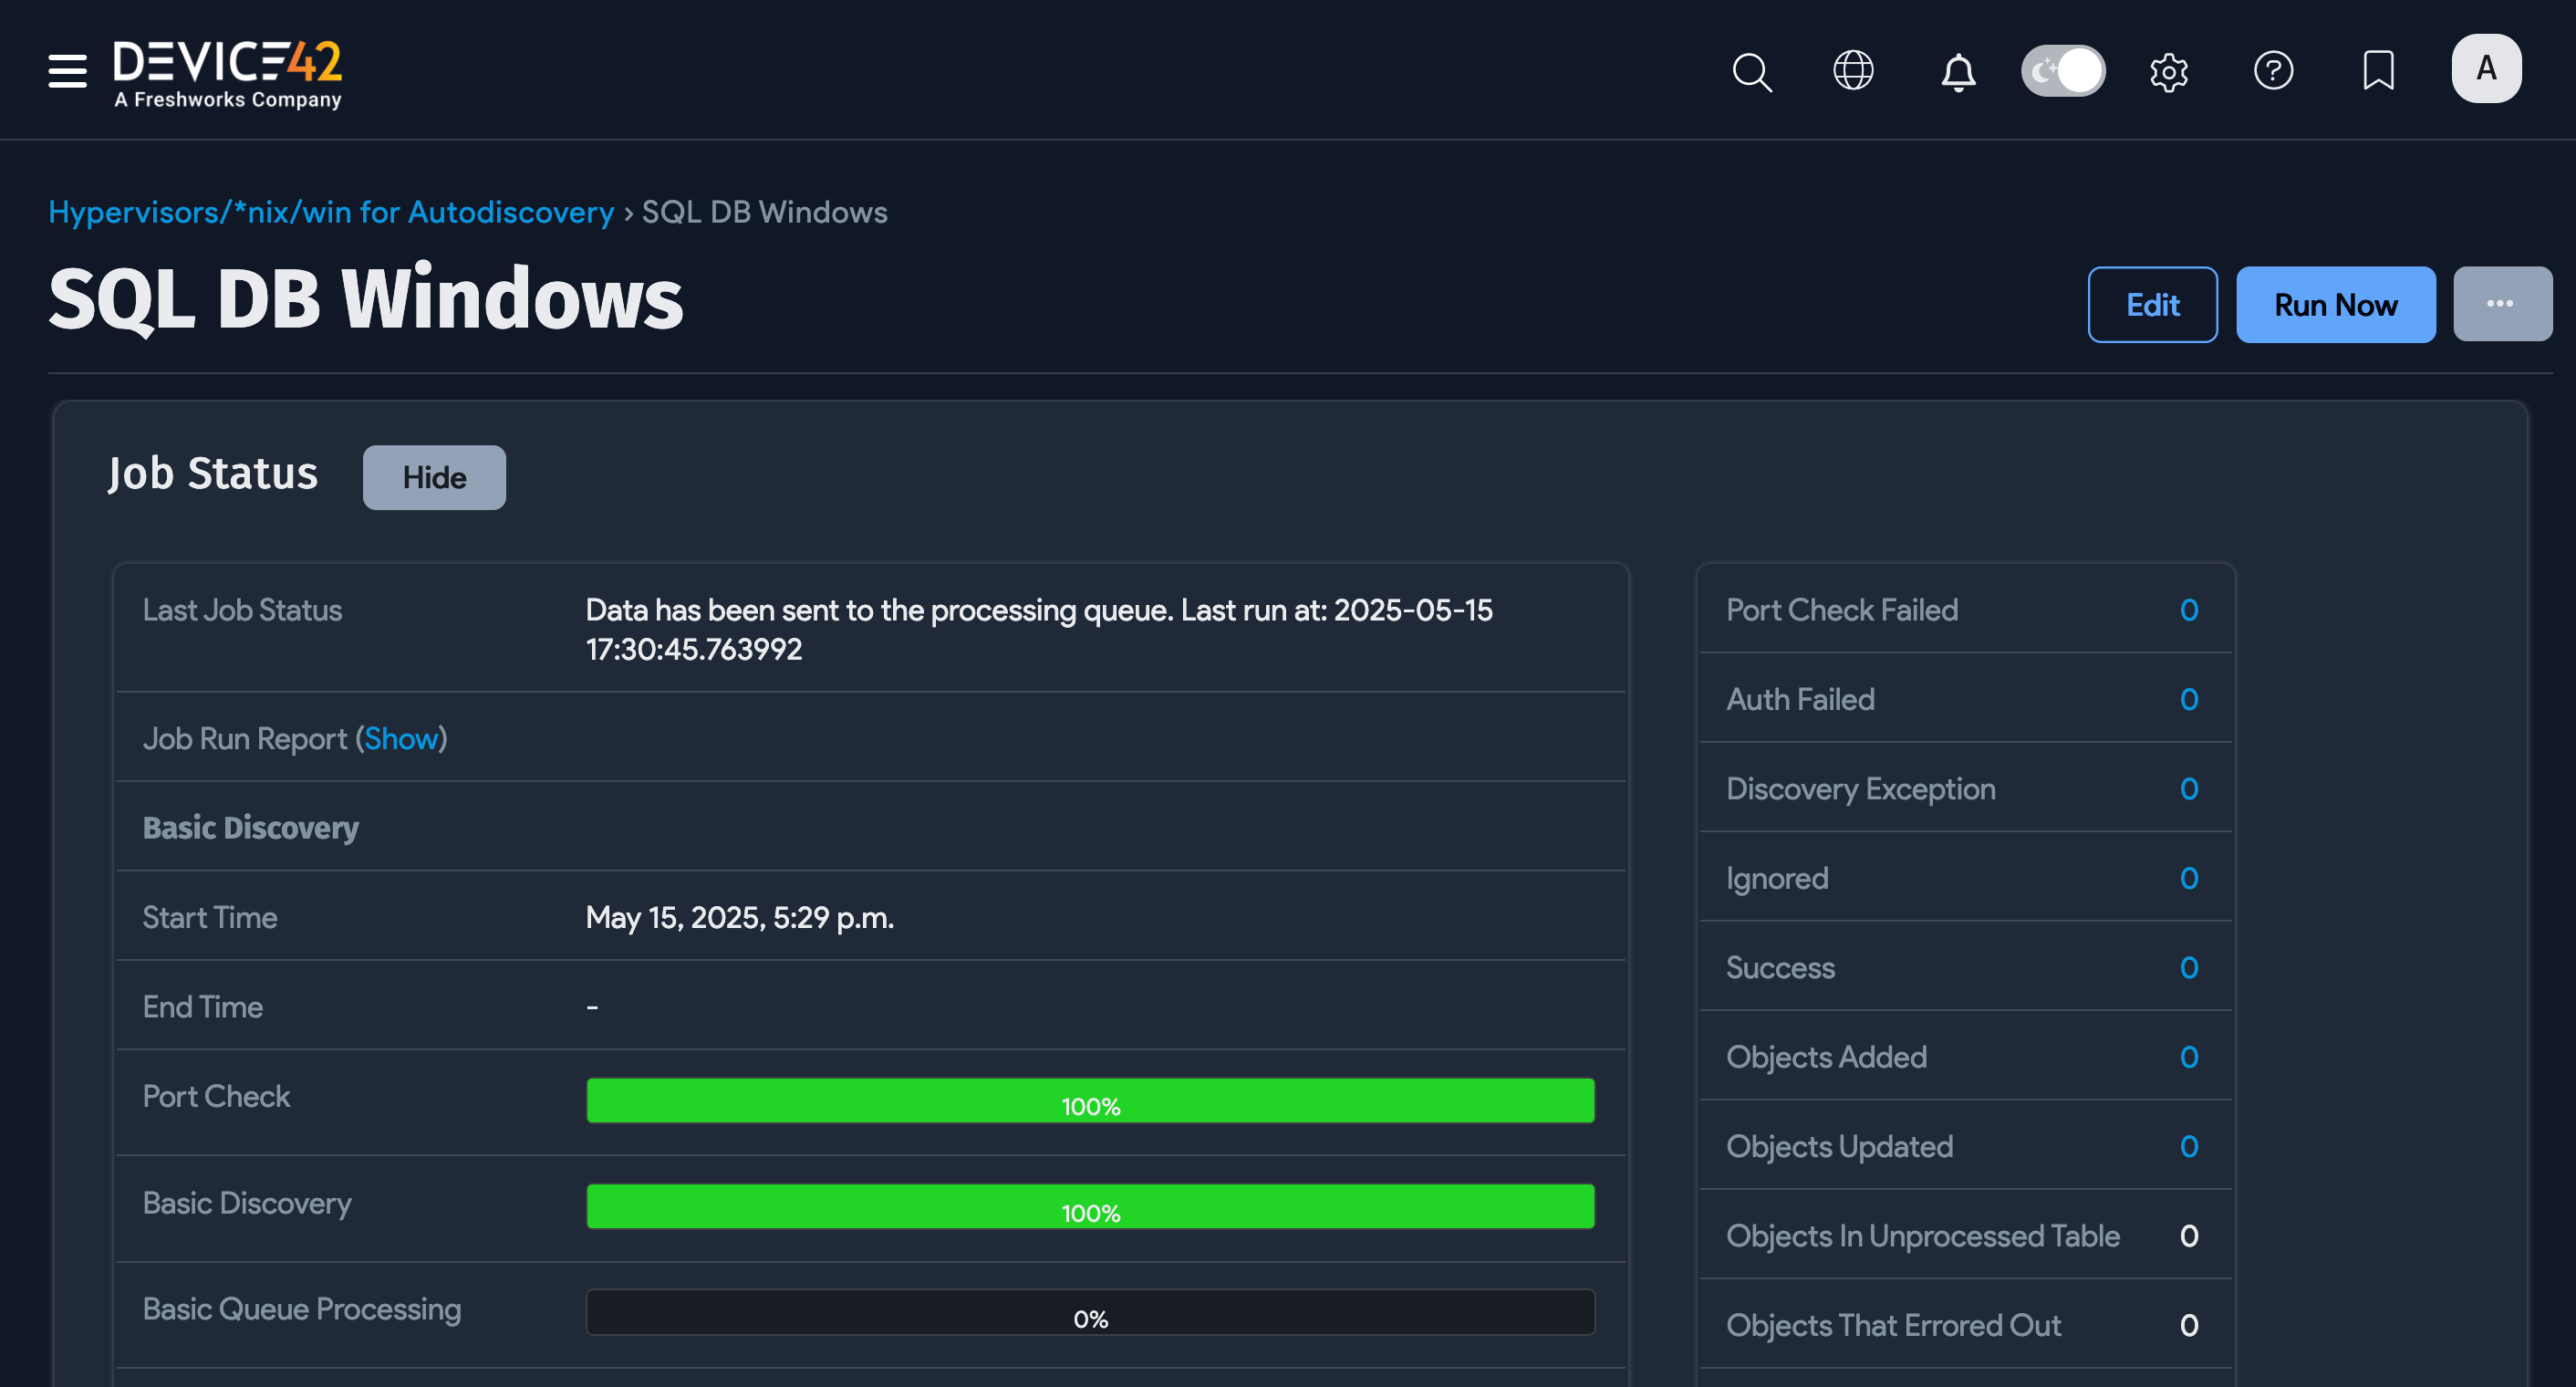 DEVICE42
A Freshworks Company
A
Hypervisors/*nix/win for Autodiscovery › SQL DB Windows
SQL DB Windows
Edit
Run Now
...
Job Status
Hide
Last Job Status
Data has been sent to the processing queue. Last run at: 2025-05-15
17:30:45.763992
Job Run Report (Show)
Basic Discovery
Start Time
May 15, 2025, 5:29 p.m.
End Time
-
Port Check
100%
Basic Discovery
100%
Basic Queue Processing
0%
Port Check Failed 0
Auth Failed 0
Discovery Exception 0
Ignored 0
Success 0
Objects Added 0
Objects Updated 0
Objects In Unprocessed Table 0
Objects That Errored Out 0